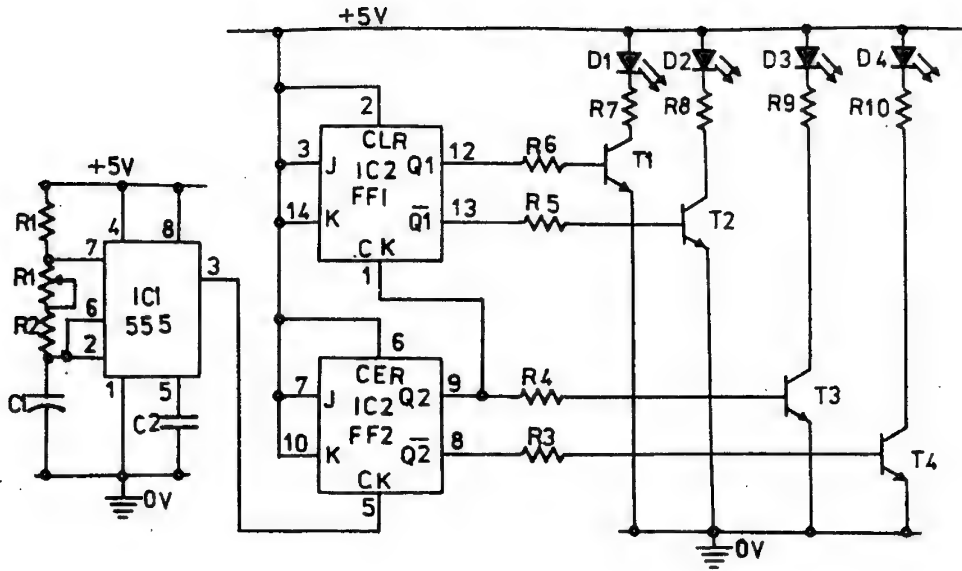 +5V
D1
D2
D3
D4
R7
R8
R9
R10
2
CLR
3
J
IC2
Q1
12
R6
T1
FF1
14
K
Q̅1̅
13
R5
T2
CK
1
+5V
R1
4
8
7
3
R1
IC1
555
6
R2
2
1
5
C1
C2
0V
6
CER
7
J
IC2
Q2
9
R4
T3
FF2
10
K
Q̅2̅
8
R3
T4
CK
5
0V